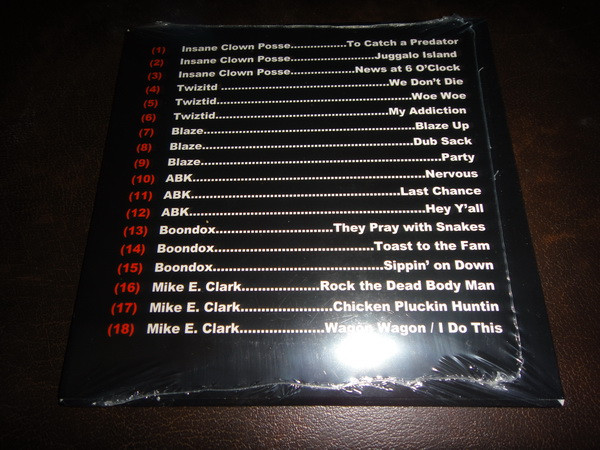 (1) Insane Clown Posse.................To Catch a Predator
(2) Insane Clown Posse.........................Juggalo Island
(3) Insane Clown Posse...................News at 6 O'Clock
(4) Twizitd ..................................................We Don't Die
(5) Twiztid...........................................................Woe Woe
(6) Twiztid....................................................My Addiction
(7) Blaze................................................................Blaze Up
(8) Blaze...............................................................Dub Sack
(9) Blaze........................................................................Party
(10) ABK....................................................................Nervous
(11) ABK............................................................Last Chance
(12) ABK...................................................................Hey Y'all
(13) Boondox.............................They Pray with Snakes
(14) Boondox.......................................Toast to the Fam
(15) Boondox.........................................Sippin' on Down
(16) Mike E. Clark...................Rock the Dead Body Man
(17) Mike E. Clark......................Chicken Pluckin Huntin
(18) Mike E. Clark....................Wagon Wagon / I Do This